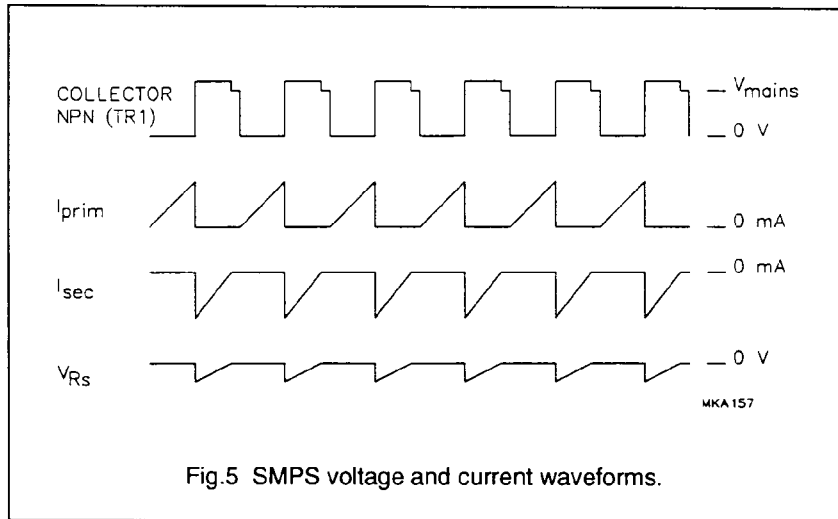 COLLECTOR
NPN (TR1)
Vmains
0 V
Iprim
0 mA
Isec
0 mA
VRs
0 V
MKA157
Fig.5 SMPS voltage and current waveforms.